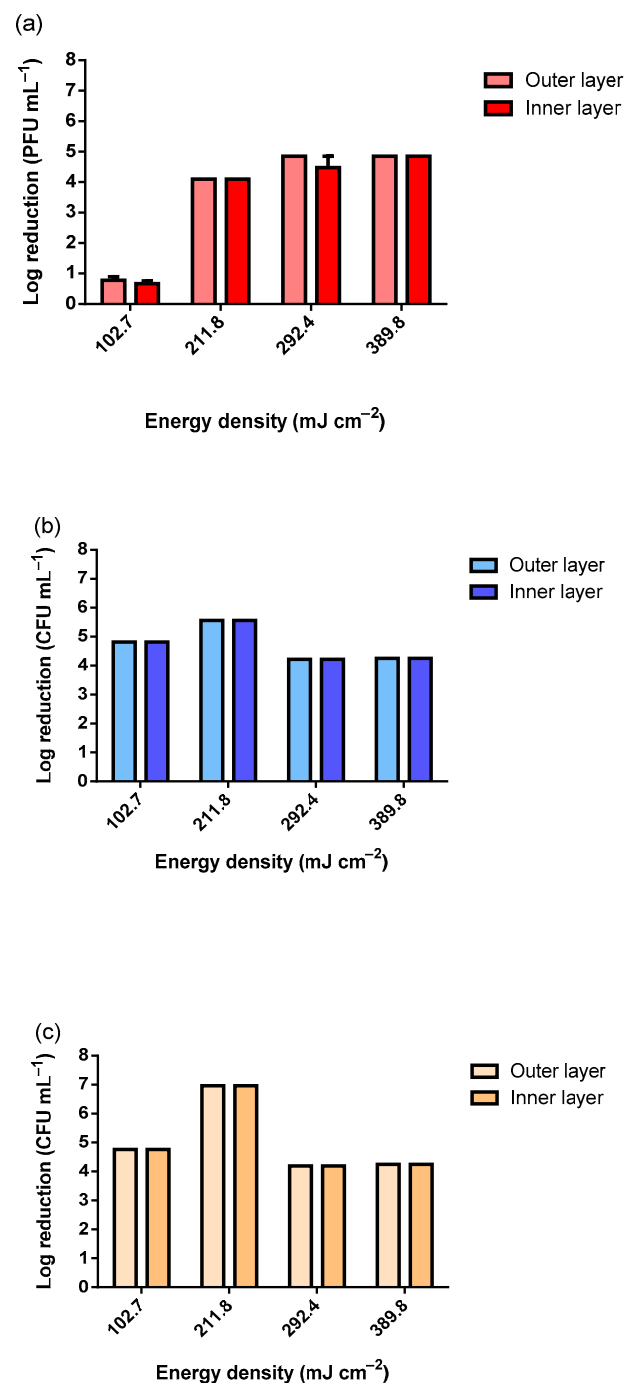 (a)
Log reduction (PFU mL⁻¹)
8
7
6
5
4
3
2
1
0
102.7
211.8
292.4
389.8
Energy density (mJ cm⁻²)
Outer layer
Inner layer
(b)
Log reduction (CFU mL⁻¹)
8
7
6
5
4
3
2
1
0
102.7
211.8
292.4
389.8
Energy density (mJ cm⁻²)
Outer layer
Inner layer
(c)
Log reduction (CFU mL⁻¹)
8
7
6
5
4
3
2
1
0
102.7
211.8
292.4
389.8
Energy density (mJ cm⁻²)
Outer layer
Inner layer